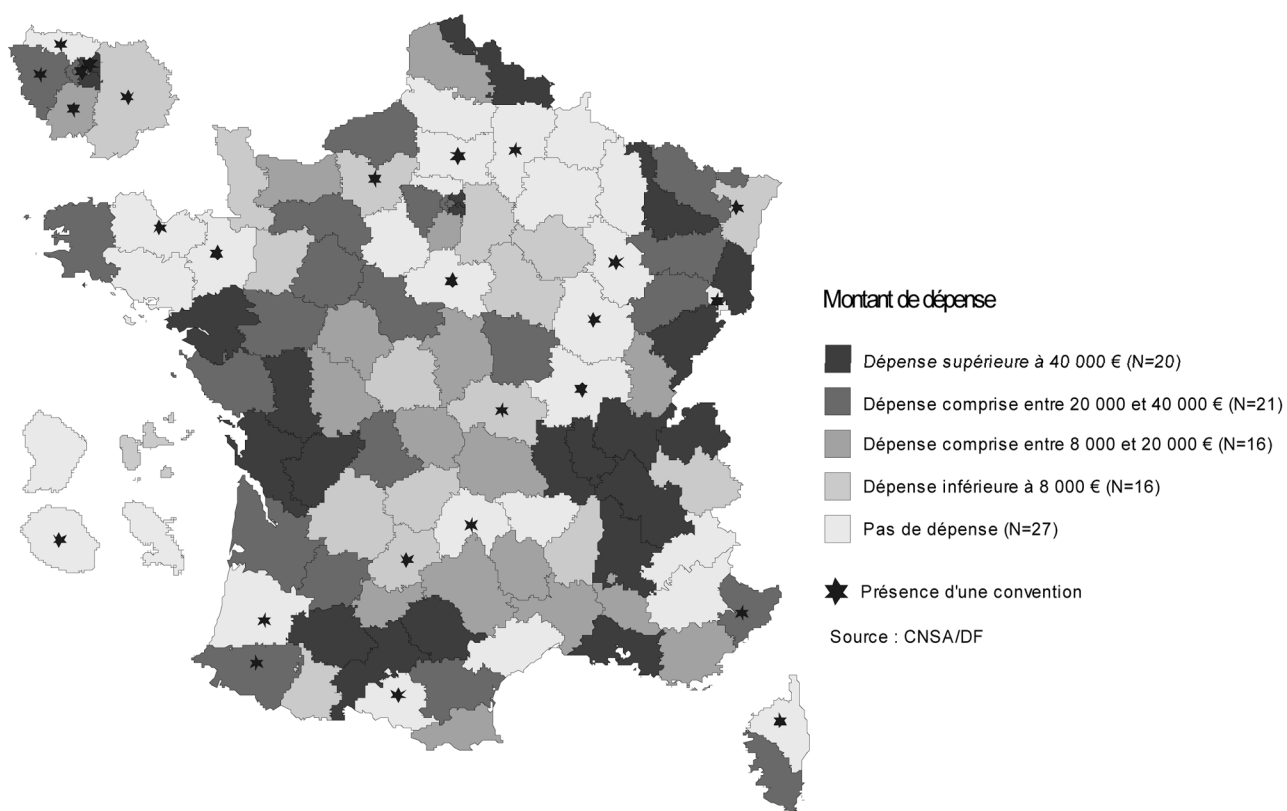 Montant de dépense
Dépense supérieure à 40 000 € (N=20)
Dépense comprise entre 20 000 et 40 000 € (N=21)
Dépense comprise entre 8 000 et 20 000 € (N=16)
Dépense inférieure à 8 000 € (N=16)
Pas de dépense (N=27)
Présence d'une convention
Source : CNSA/DF